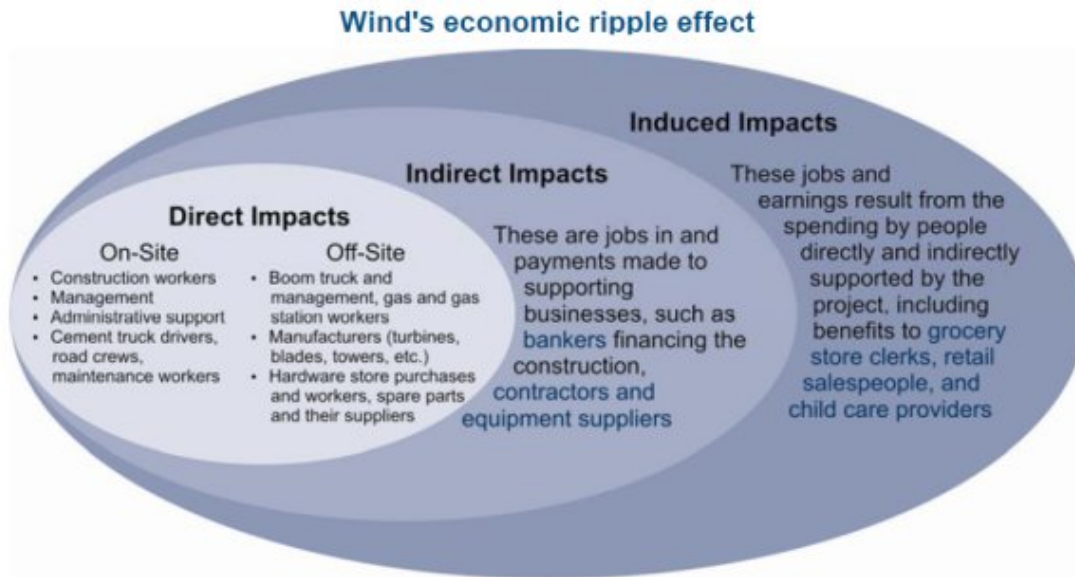 Wind's economic ripple effect
Induced Impacts
Indirect Impacts
Direct Impacts
On-Site
• Construction workers
• Management
• Administrative support
• Cement truck drivers,
road crews,
maintenance workers
Off-Site
• Boom truck and
management, gas and gas
station workers
• Manufacturers (turbines,
blades, towers, etc.)
• Hardware store purchases
and workers, spare parts
and their suppliers
These are jobs in and
payments made to
supporting
businesses, such as
bankers financing the
construction,
contractors and
equipment suppliers
These jobs and
earnings result from the
spending by people
directly and indirectly
supported by the
project, including
benefits to grocery
store clerks, retail
salespeople, and
child care providers